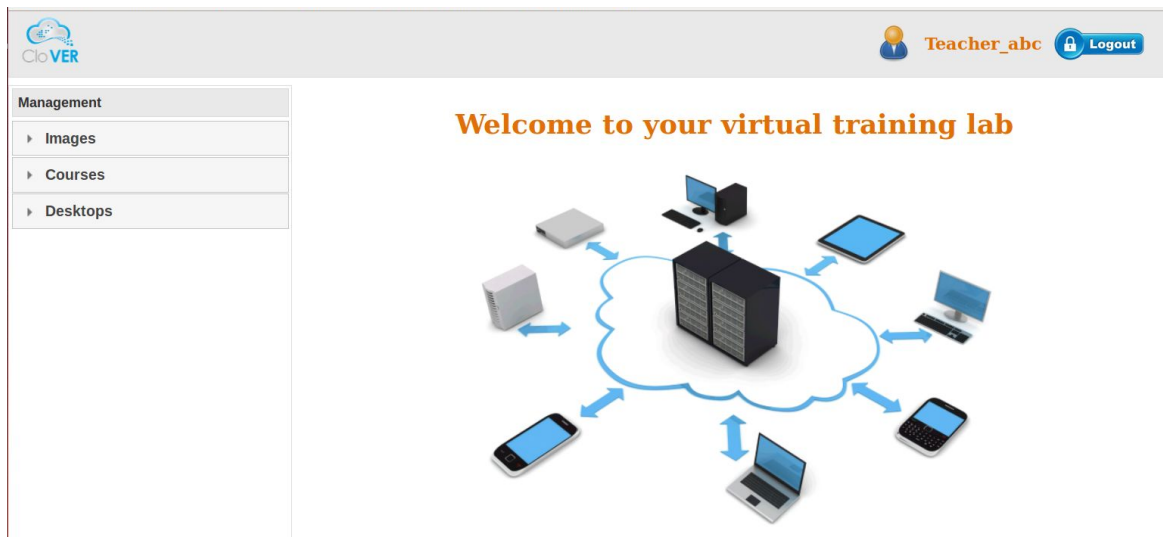 CloVER
Teacher_abc
Logout
Management
Images
Courses
Desktops
Welcome to your virtual training lab